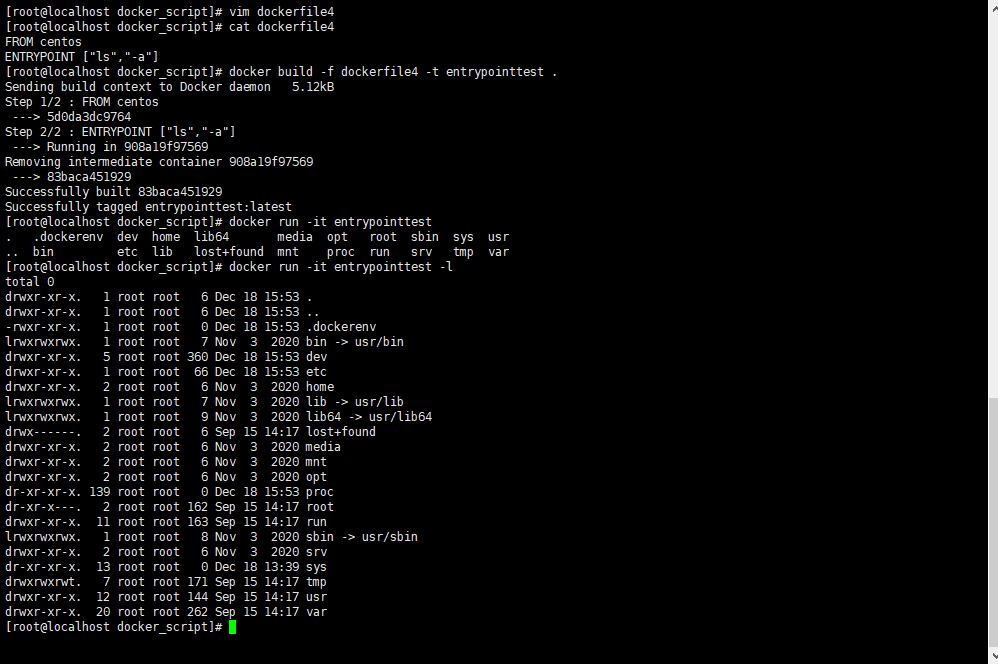 [root@localhost docker_script]# vim dockerfile4
[root@localhost docker_script]# cat dockerfile4
FROM centos
ENTRYPOINT ["ls","-a"]
[root@localhost docker_script]# docker build -f dockerfile4 -t entrypointtest .
Sending build context to Docker daemon   5.12kB
Step 1/2 : FROM centos
 ---> 5d0da3dc9764
Step 2/2 : ENTRYPOINT ["ls","-a"]
 ---> Running in 908a19f97569
Removing intermediate container 908a19f97569
 ---> 83baca451929
Successfully built 83baca451929
Successfully tagged entrypointtest:latest
[root@localhost docker_script]# docker run -it entrypointtest
.   .dockerenv  dev  home  lib64       media  opt   root  sbin  sys  usr
..  bin         etc  lib   lost+found  mnt    proc  run   srv   tmp  var
[root@localhost docker_script]# docker run -it entrypointtest -l
total 0
drwxr-xr-x.   1 root root   6 Dec 18 15:53 .
drwxr-xr-x.   1 root root   6 Dec 18 15:53 ..
-rwxr-xr-x.   1 root root   0 Dec 18 15:53 .dockerenv
lrwxrwxrwx.   1 root root   7 Nov  3  2020 bin -> usr/bin
drwxr-xr-x.   5 root root 360 Dec 18 15:53 dev
drwxr-xr-x.   1 root root  66 Dec 18 15:53 etc
drwxr-xr-x.   2 root root   6 Nov  3  2020 home
lrwxrwxrwx.   1 root root   7 Nov  3  2020 lib -> usr/lib
lrwxrwxrwx.   1 root root   9 Nov  3  2020 lib64 -> usr/lib64
drwx------.   2 root root   6 Sep 15 14:17 lost+found
drwxr-xr-x.   2 root root   6 Nov  3  2020 media
drwxr-xr-x.   2 root root   6 Nov  3  2020 mnt
drwxr-xr-x.   2 root root   6 Nov  3  2020 opt
dr-xr-xr-x. 139 root root   0 Dec 18 15:53 proc
dr-xr-x---.   2 root root 162 Sep 15 14:17 root
drwxr-xr-x.  11 root root 163 Sep 15 14:17 run
lrwxrwxrwx.   1 root root   8 Nov  3  2020 sbin -> usr/sbin
drwxr-xr-x.   2 root root   6 Nov  3  2020 srv
dr-xr-xr-x.  13 root root   0 Dec 18 13:39 sys
drwxrwxrwt.   7 root root 171 Sep 15 14:17 tmp
drwxr-xr-x.  12 root root 144 Sep 15 14:17 usr
drwxr-xr-x.  20 root root 262 Sep 15 14:17 var
[root@localhost docker_script]#